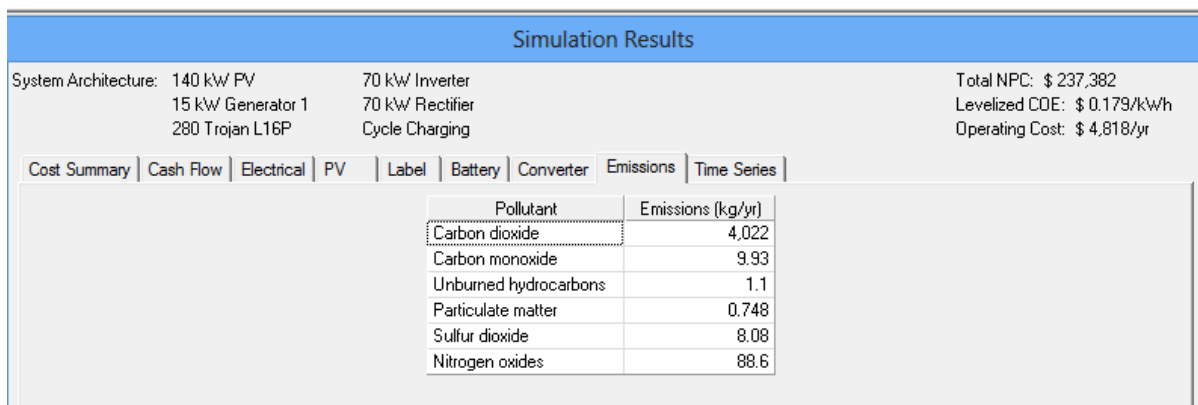 Simulation Results
System Architecture: 140 kW PV 70 kW Inverter Total NPC: $ 237,382
15 kW Generator 1 70 kW Rectifier Levelized COE: $ 0.179/kWh
280 Trojan L16P Cycle Charging Operating Cost: $ 4,818/yr
Cost Summary Cash Flow Electrical PV Label Battery Converter Emissions Time Series
Pollutant Emissions (kg/yr)
Carbon dioxide 4,022
Carbon monoxide 9.93
Unburned hydrocarbons 1.1
Particulate matter 0.748
Sulfur dioxide 8.08
Nitrogen oxides 88.6